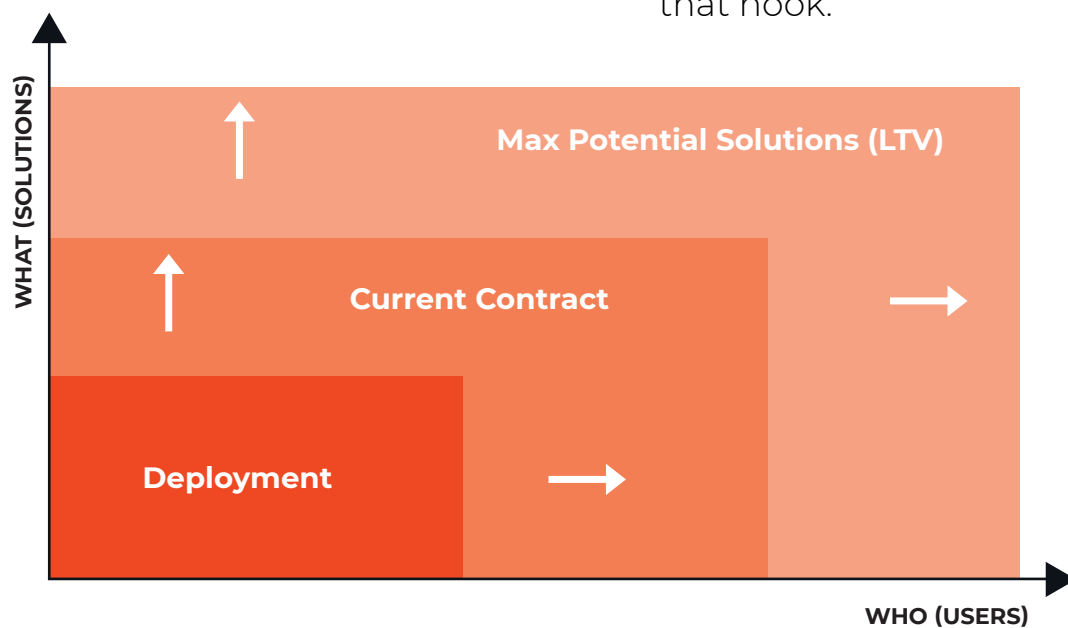 that hook.
WHAT (SOLUTIONS)
Max Potential Solutions (LTV)
Current Contract
Deployment
WHO (USERS)